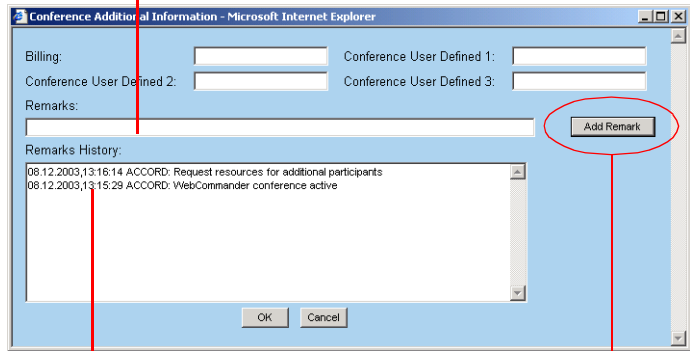 Conference Additional Information - Microsoft Internet Explorer
Billing: Conference User Defined 1:
Conference User Defined 2: Conference User Defined 3:
Remarks:
Add Remark
Remarks History:
08.12.2003,13:16:14 ACCORD: Request resources for additional participants
08.12.2003,13:15:29 ACCORD: WebCommander conference active
OK Cancel